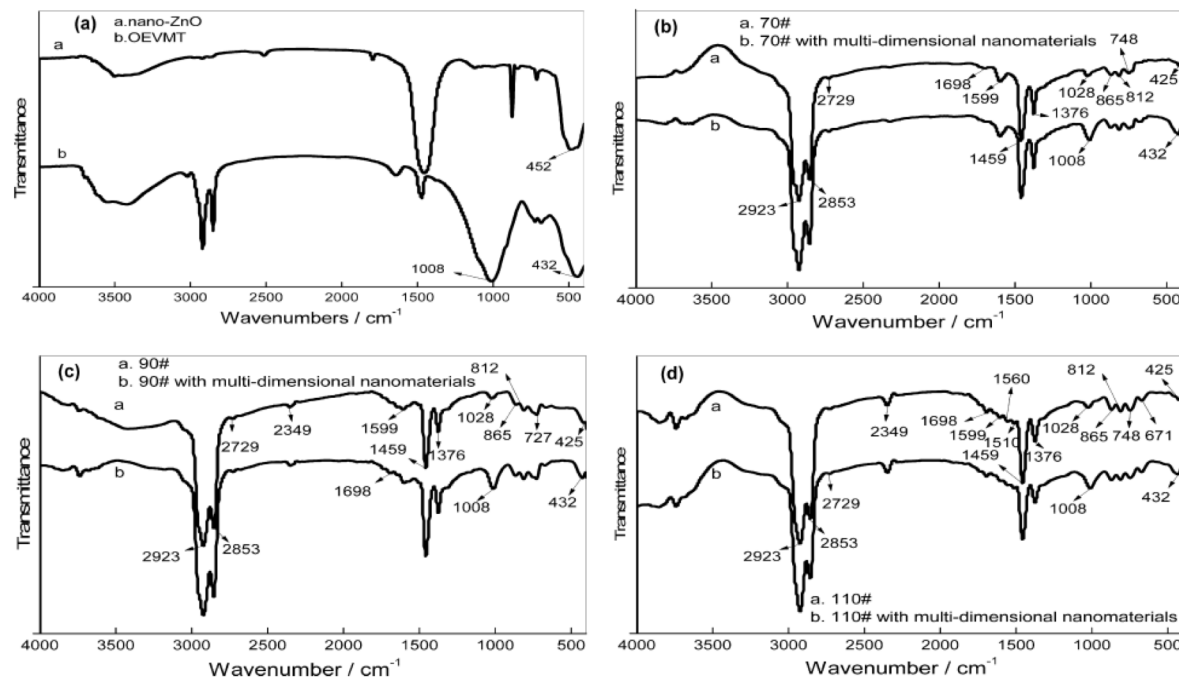 (a)
a.nano-ZnO
b.OEVMT
a
b
452
1008
432
Transmittance
4000 3500 3000 2500 2000 1500 1000 500
Wavenumbers / cm-1
(b)
a. 70#
b. 70# with multi-dimensional nanomaterials
748
a
b
2729
1698
1599
1028
865
812
425
1376
1459
1008
432
2923
2853
Transmittance
4000 3500 3000 2500 2000 1500 1000 500
Wavenumber / cm-1
(c)
a. 90#
b. 90# with multi-dimensional nanomaterials
812
a
b
2729
2349
1599
1028
865
727
425
1459
1376
1698
1008
432
2923
2853
Transmittance
4000 3500 3000 2500 2000 1500 1000 500
Wavenumber / cm-1
(d)
1560
812
425
a
b
2349
1698
1599
1510
1028
865
748
671
1459
1376
2729
1008
432
2923
2853
a. 110#
b. 110# with multi-dimensional nanomaterials
Transmittance
4000 3500 3000 2500 2000 1500 1000 500
Wavenumber / cm-1